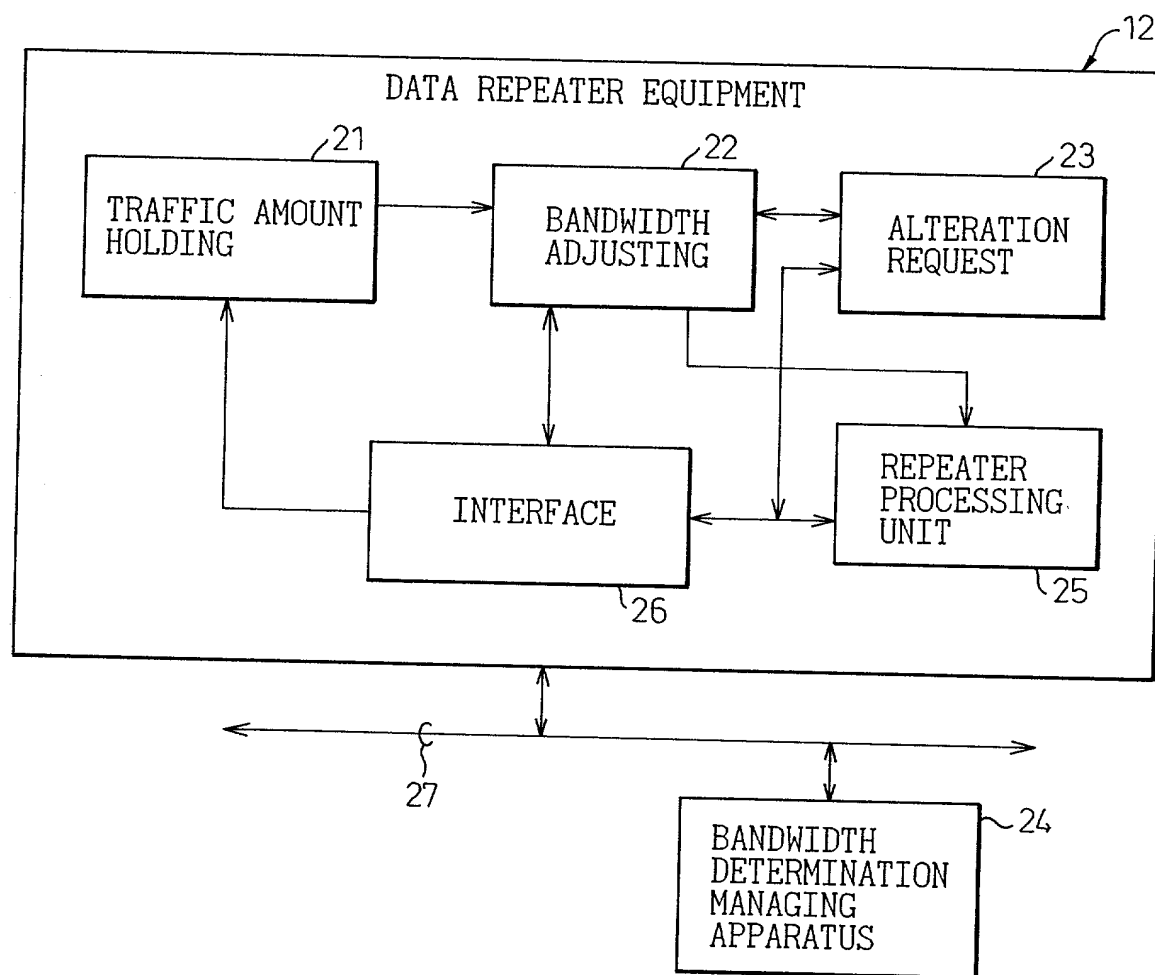 12
DATA REPEATER EQUIPMENT
21
22
23
TRAFFIC AMOUNT
HOLDING
BANDWIDTH
ADJUSTING
ALTERATION
REQUEST
INTERFACE
REPEATER
PROCESSING
UNIT
26
25
27
24
BANDWIDTH
DETERMINATION
MANAGING
APPARATUS